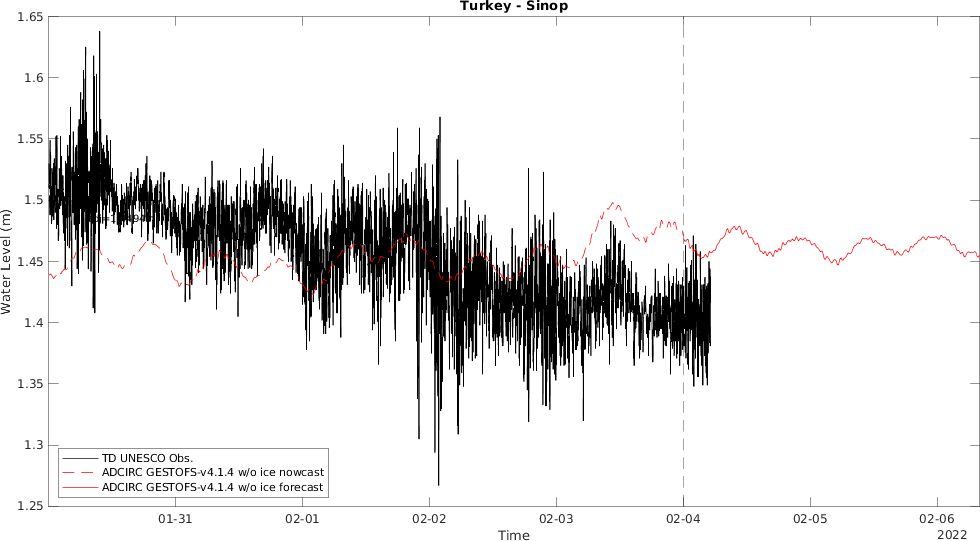 Turkey - Sinop
1.65
1.6
1.55
1.5
1.45
1.4
1.35
1.3
1.25
Water Level (m)
TD UNESCO Obs.
ADCIRC GESTOFS-v4.1.4 w/o ice nowcast
ADCIRC GESTOFS-v4.1.4 w/o ice forecast
01-31
02-01
02-02
02-03
02-04
02-05
02-06
Time
2022